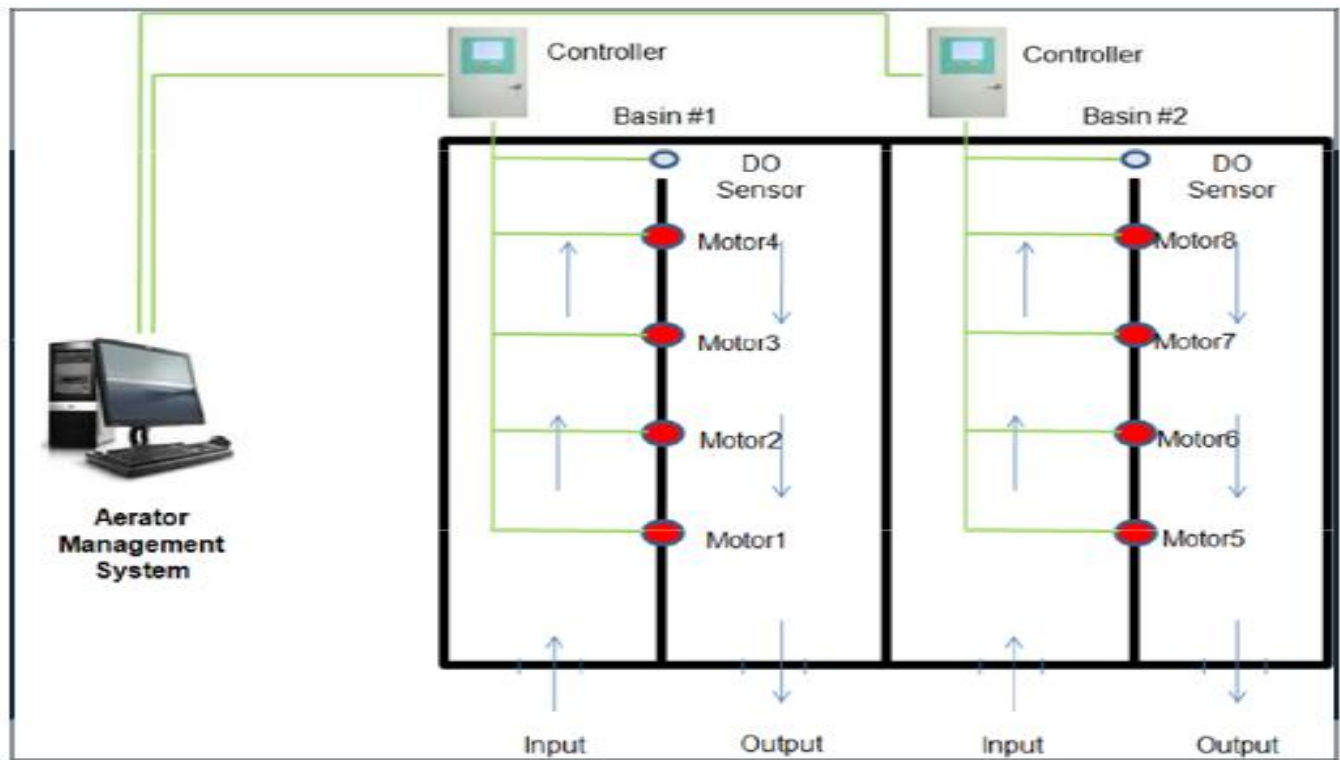 Controller
Controller
Basin #1
Basin #2
DO
Sensor
DO
Sensor
Motor4
Motor8
Motor3
Motor7
Motor2
Motor6
Motor1
Motor5
Aerator
Management
System
Input
Output
Input
Output